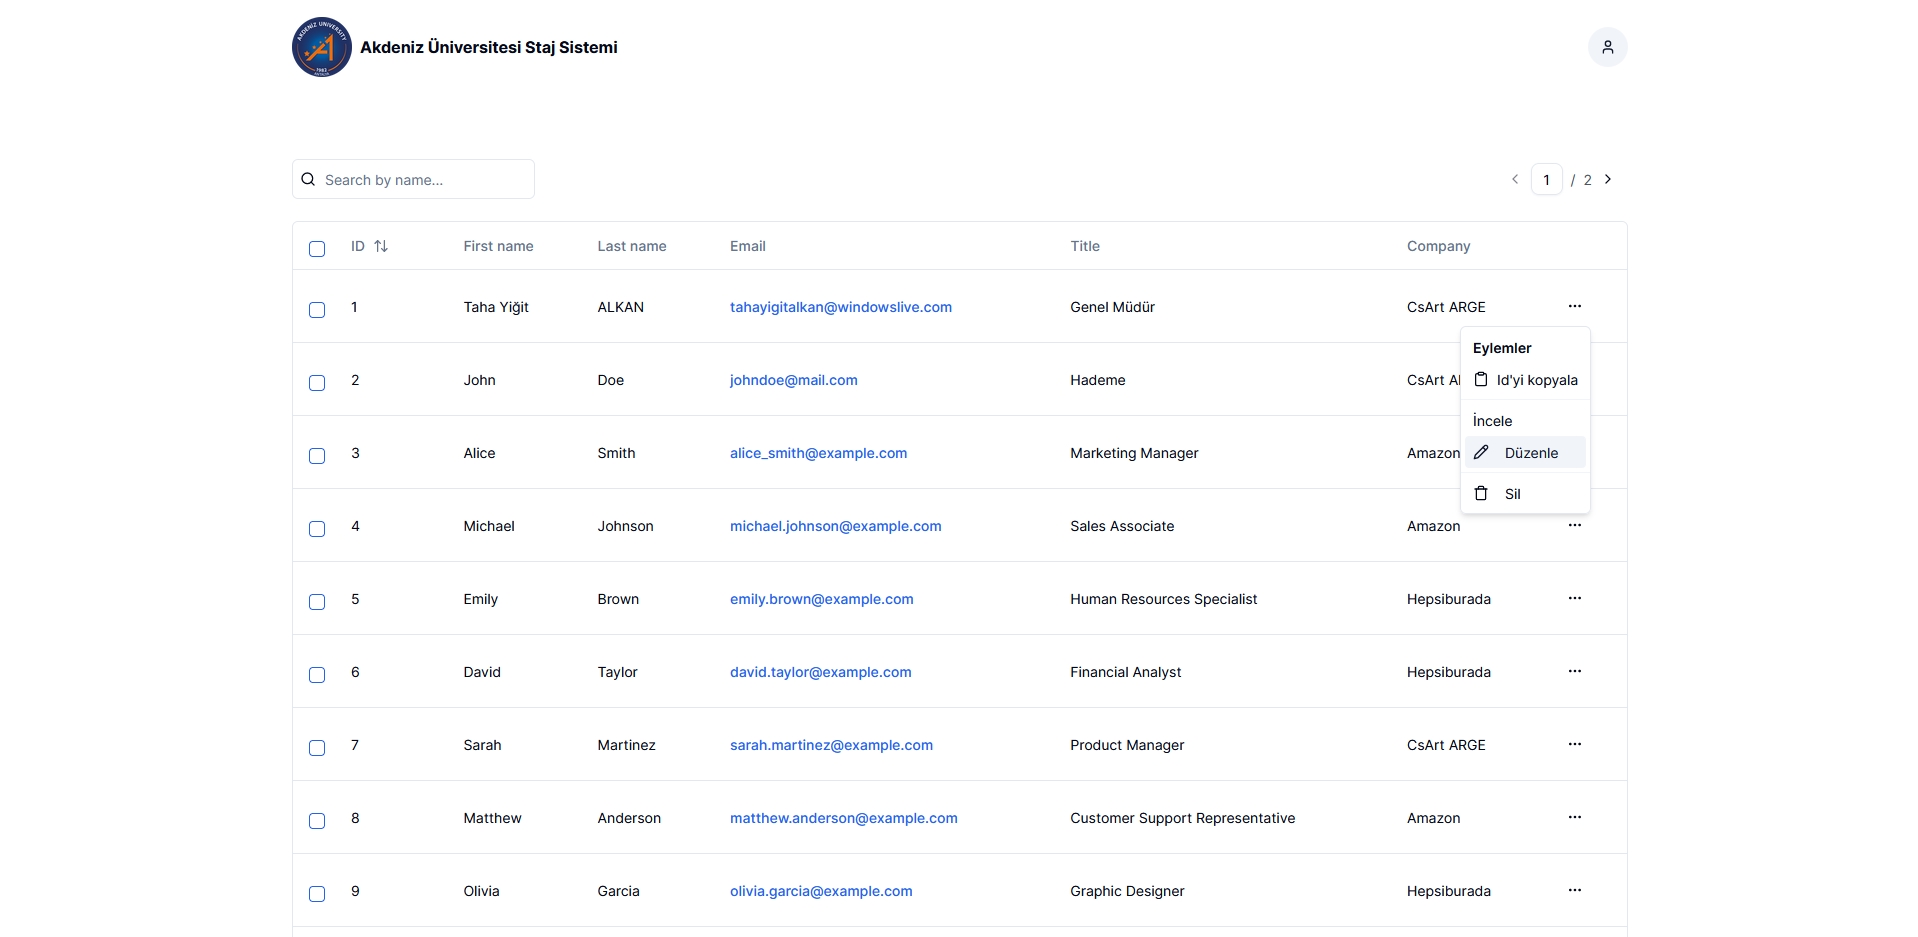 AKDENIZ UNIVERSITY
1982
ANTALYA
Akdeniz Üniversitesi Staj Sistemi
Search by name...
1 / 2
ID First name Last name Email Title Company
1 Taha Yiğit ALKAN tahayigitalkan@windowslive.com Genel Müdür CsArt ARGE
Eylemler
Id'yi kopyala
İncele
Düzenle
Sil
2 John Doe johndoe@mail.com Hademe CsArt
3 Alice Smith alice_smith@example.com Marketing Manager Amazon
4 Michael Johnson michael.johnson@example.com Sales Associate Amazon
5 Emily Brown emily.brown@example.com Human Resources Specialist Hepsiburada
6 David Taylor david.taylor@example.com Financial Analyst Hepsiburada
7 Sarah Martinez sarah.martinez@example.com Product Manager CsArt ARGE
8 Matthew Anderson matthew.anderson@example.com Customer Support Representative Amazon
9 Olivia Garcia olivia.garcia@example.com Graphic Designer Hepsiburada